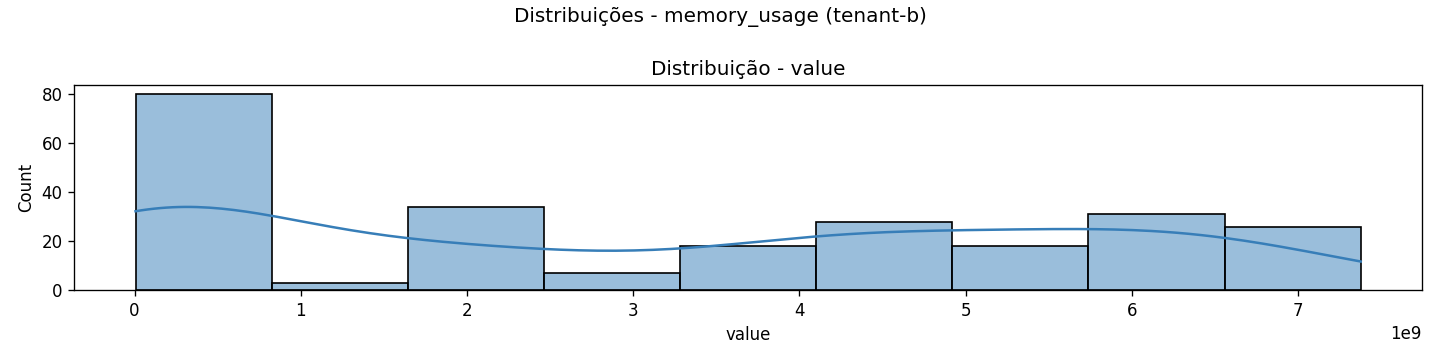 Distribuições - memory_usage (tenant-b)
Distribuição - value
Count
80
60
40
20
0
0 1 2 3 4 5 6 7
1e9
value